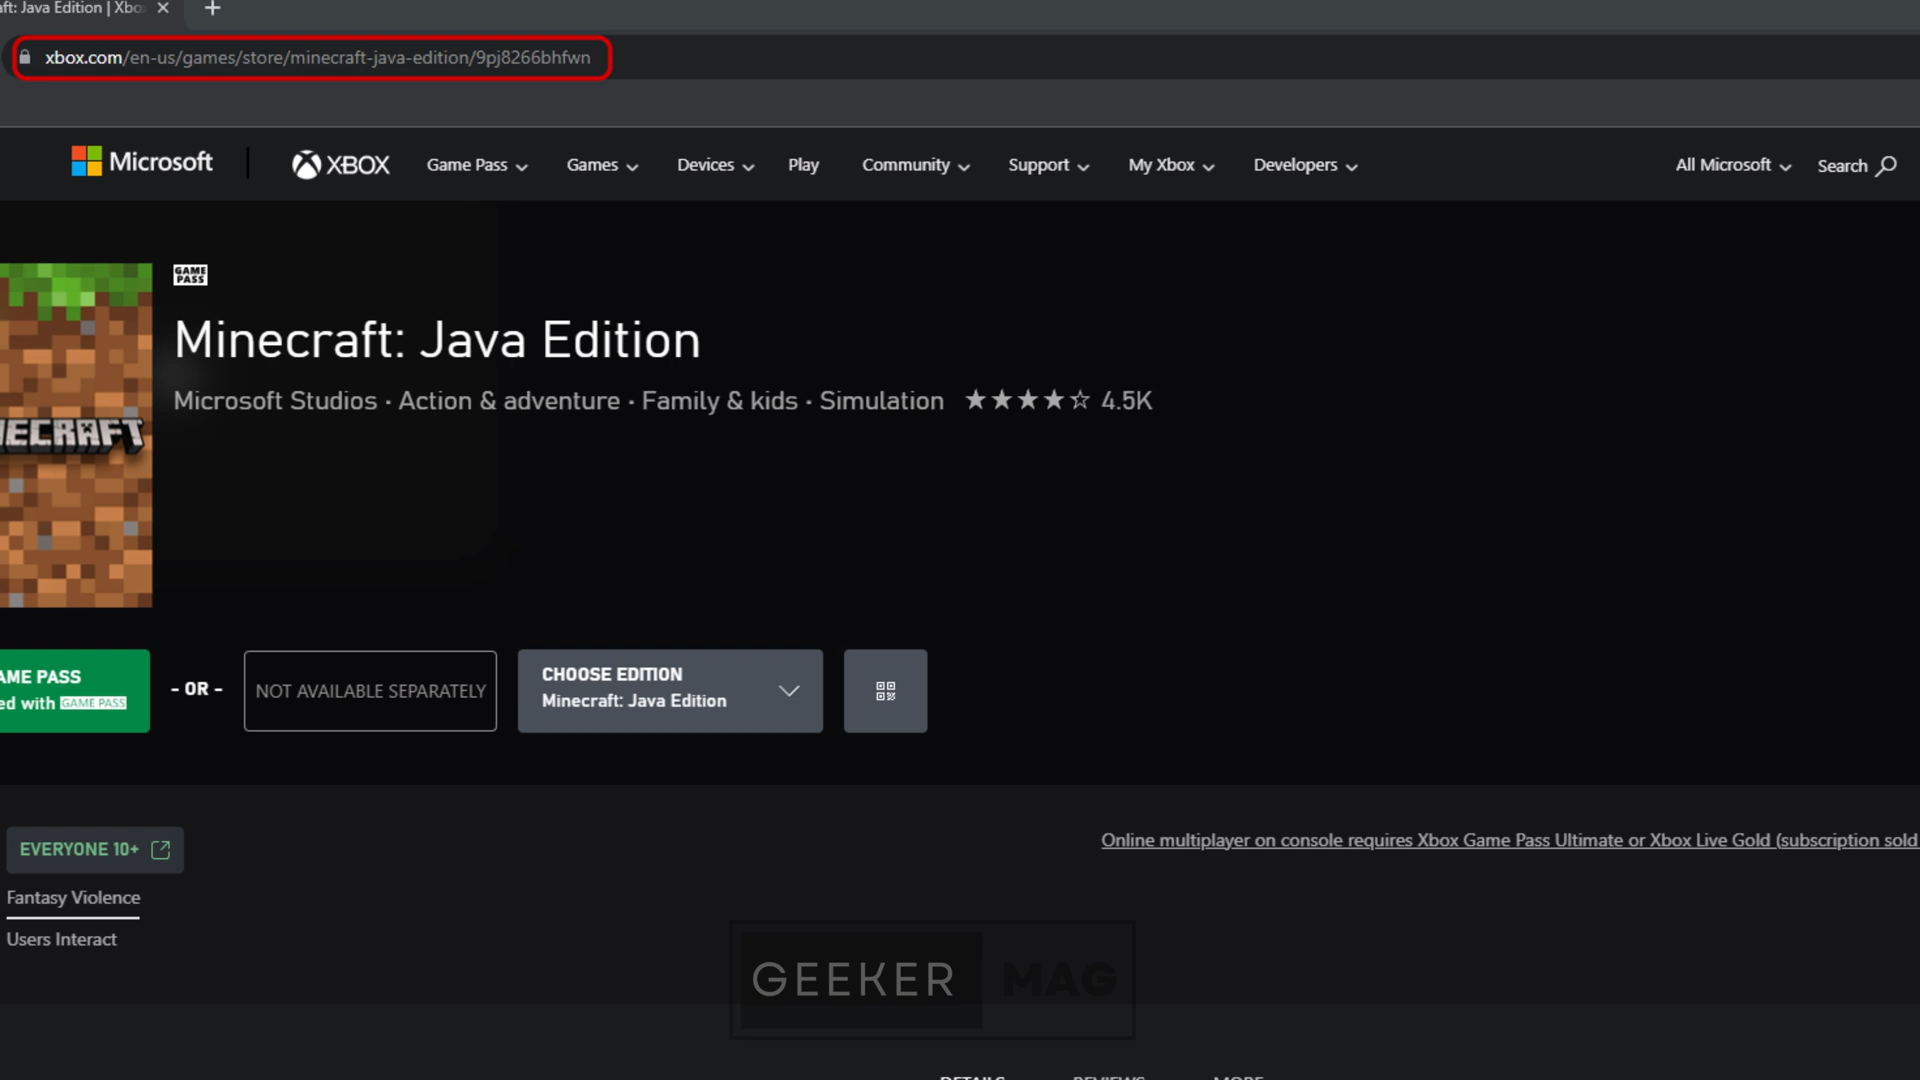 ft: Java Edition | Xbo
xbox.com/en-us/games/store/minecraft-java-edition/9pj8266bhfwn
Microsoft
XBOX
Game Pass
Games
Devices
Play
Community
Support
My Xbox
Developers
All Microsoft
Search
GAME
PASS
Minecraft: Java Edition
Microsoft Studios · Action & adventure · Family & kids · Simulation ★★★★☆ 4.5K
ECRAFT
AME PASS
ed with GAME PASS
- OR -
NOT AVAILABLE SEPARATELY
CHOOSE EDITION
Minecraft: Java Edition
EVERYONE 10+
Online multiplayer on console requires Xbox Game Pass Ultimate or Xbox Live Gold (subscription sold
Fantasy Violence
Users Interact
GEEKER MAG
DETAILS
REVIEWS
MORE